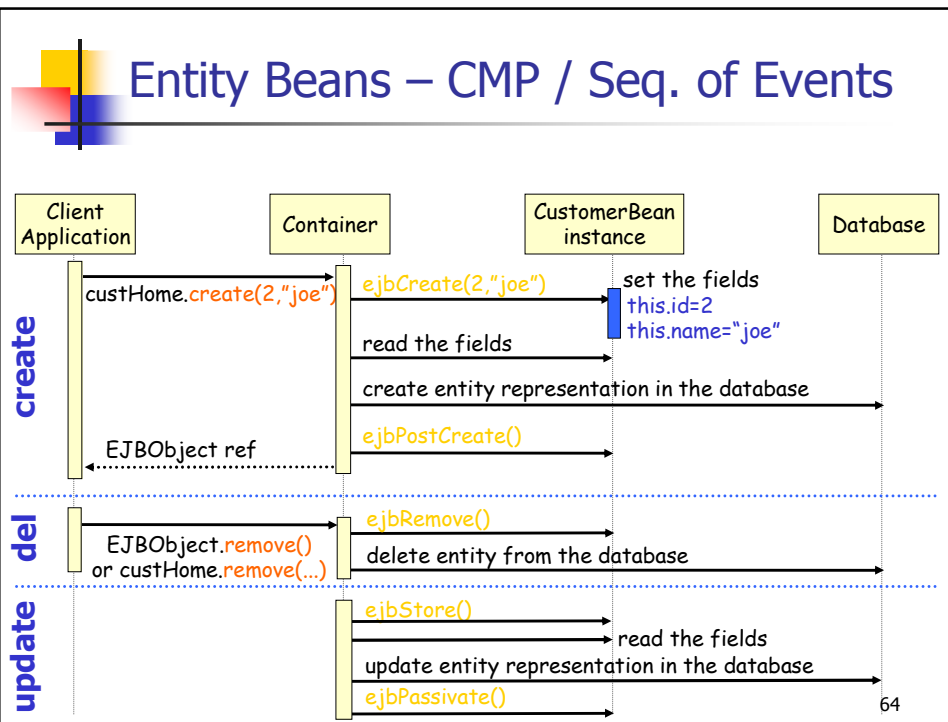 Entity Beans – CMP / Seq. of Events
Client
Application
Container
CustomerBean
instance
Database
create
custHome.create(2,"joe")
ejbCreate(2,"joe")
set the fields
this.id=2
this.name=“joe”
read the fields
create entity representation in the database
ejbPostCreate()
EJBObject ref
del
EJBObject.remove()
or custHome.remove(...)
ejbRemove()
delete entity from the database
update
ejbStore()
read the fields
update entity representation in the database
ejbPassivate()
64